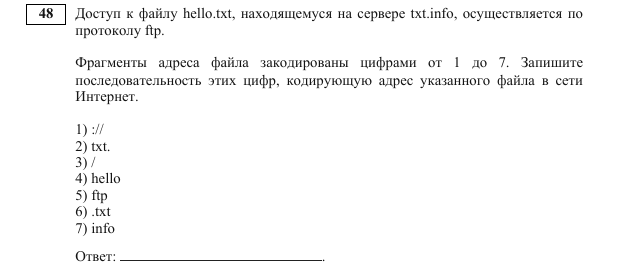 48 Доступ к файлу hello.txt, находящемуся на сервере txt.info, осуществляется по
протоколу ftp.
Фрагменты адреса файла закодированы цифрами от 1 до 7. Запишите
последовательность этих цифр, кодирующую адрес указанного файла в сети
Интернет.
1) ://
2) txt.
3) /
4) hello
5) ftp
6) .txt
7) info
Ответ: ___________________________.